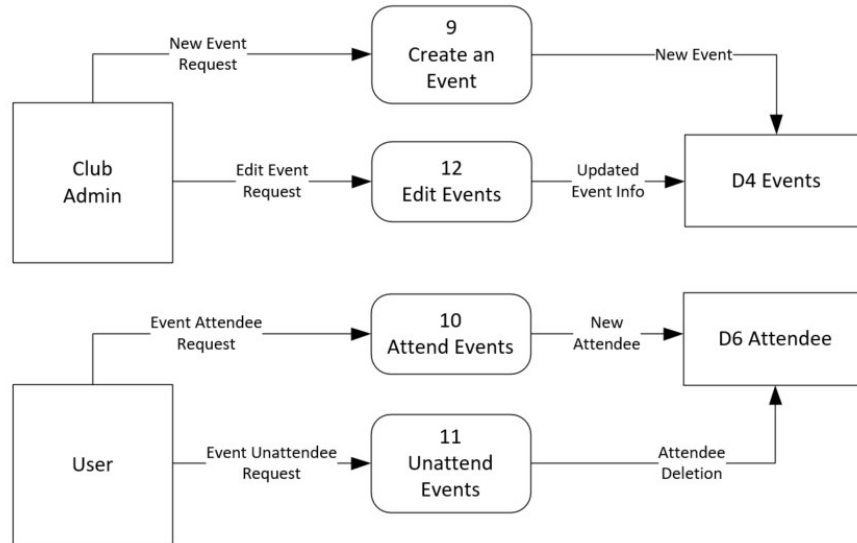 New Event
Request
9
Create an
Event
New Event
Club
Admin
Edit Event
Request
12
Edit Events
Updated
Event Info
D4 Events
Event Attendee
Request
10
Attend Events
New
Attendee
D6 Attendee
User
Event Unattendee
Request
11
Unattend
Events
Attendee
Deletion